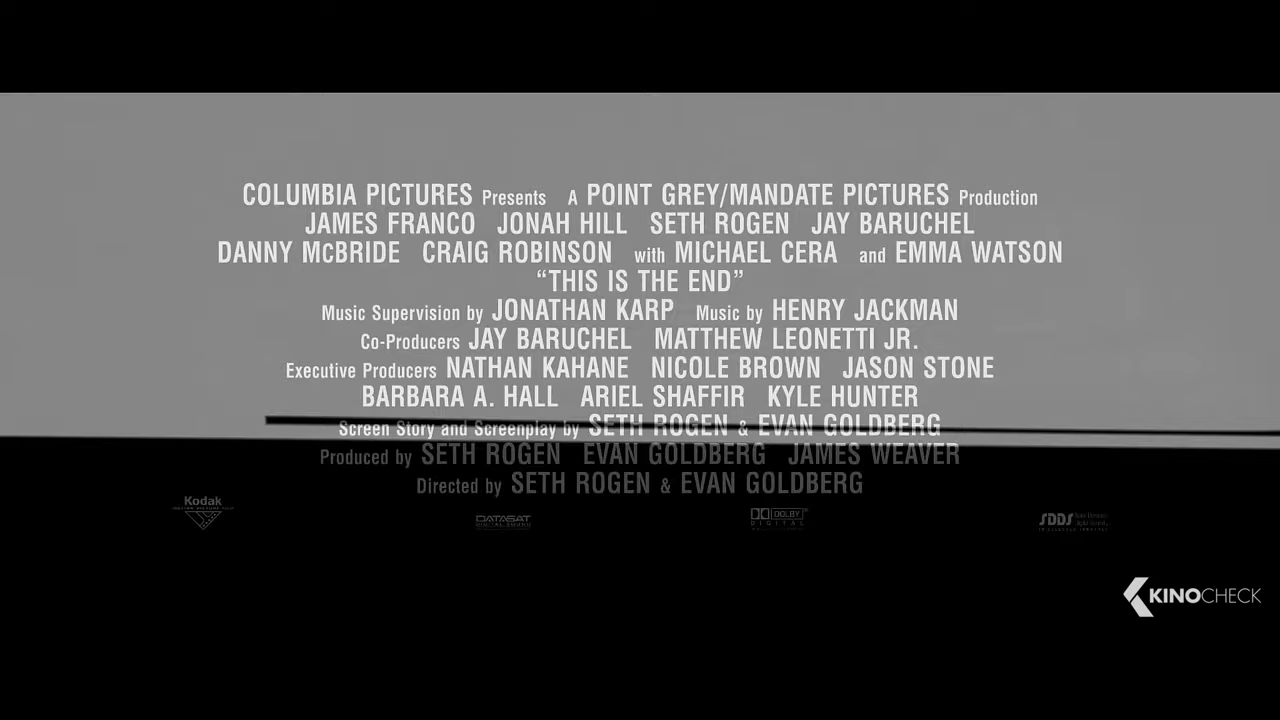 COLUMBIA PICTURES Presents A POINT GREY/MANDATE PICTURES Production
JAMES FRANCO JONAH HILL SETH ROGEN JAY BARUCHEL
DANNY McBRIDE CRAIG ROBINSON with MICHAEL CERA and EMMA WATSON
“THIS IS THE END”
Music Supervision by JONATHAN KARP Music by HENRY JACKMAN
Co-Producers JAY BARUCHEL MATTHEW LEONETTI JR.
Executive Producers NATHAN KAHANE NICOLE BROWN JASON STONE
BARBARA A. HALL ARIEL SHAFFIR KYLE HUNTER
Screen Story and Screenplay by SETH ROGEN & EVAN GOLDBERG
Produced by SETH ROGEN EVAN GOLDBERG JAMES WEAVER
Directed by SETH ROGEN & EVAN GOLDBERG
Kodak
DATASAT
DIGITAL SOUND
DOLBY
DIGITAL
SDDS
KINOCHECK